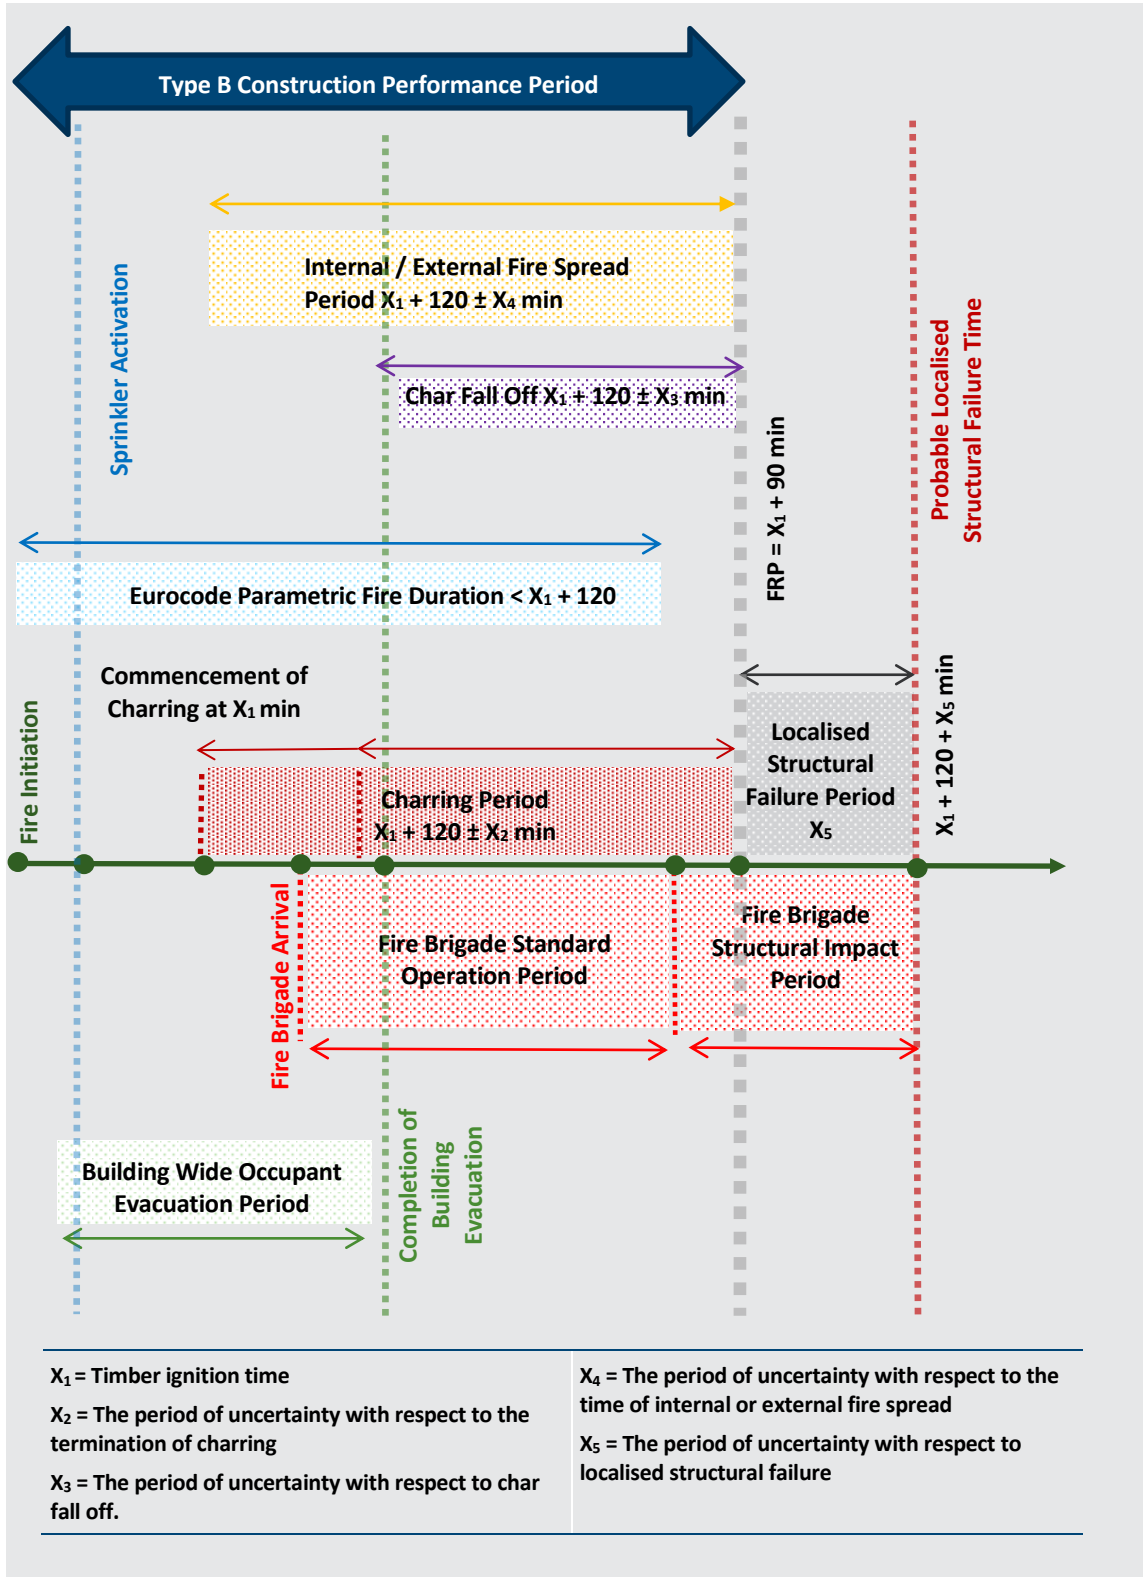 Type B Construction Performance Period
Internal / External Fire Spread
Period X₁ + 120 ± X₄ min
Sprinkler Activation
Char Fall Off X₁ + 120 ± X₃ min
Probable Localised
Structural Failure Time
FRP = X₁ + 90 min
Eurocode Parametric Fire Duration < X₁ + 120
Commencement of
Charring at X₁ min
Fire Initiation
Charring Period
X₁ + 120 ± X₂ min
Localised
Structural
Failure Period
X₅
X₁ + 120 + X₅ min
Fire Brigade Arrival
Fire Brigade Standard
Operation Period
Fire Brigade
Structural Impact
Period
Building Wide Occupant
Evacuation Period
Completion of
Building
Evacuation
X₁ = Timber ignition time
X₂ = The period of uncertainty with respect to the
termination of charring
X₃ = The period of uncertainty with respect to char
fall off.
X₄ = The period of uncertainty with respect to the
time of internal or external fire spread
X₅ = The period of uncertainty with respect to
localised structural failure